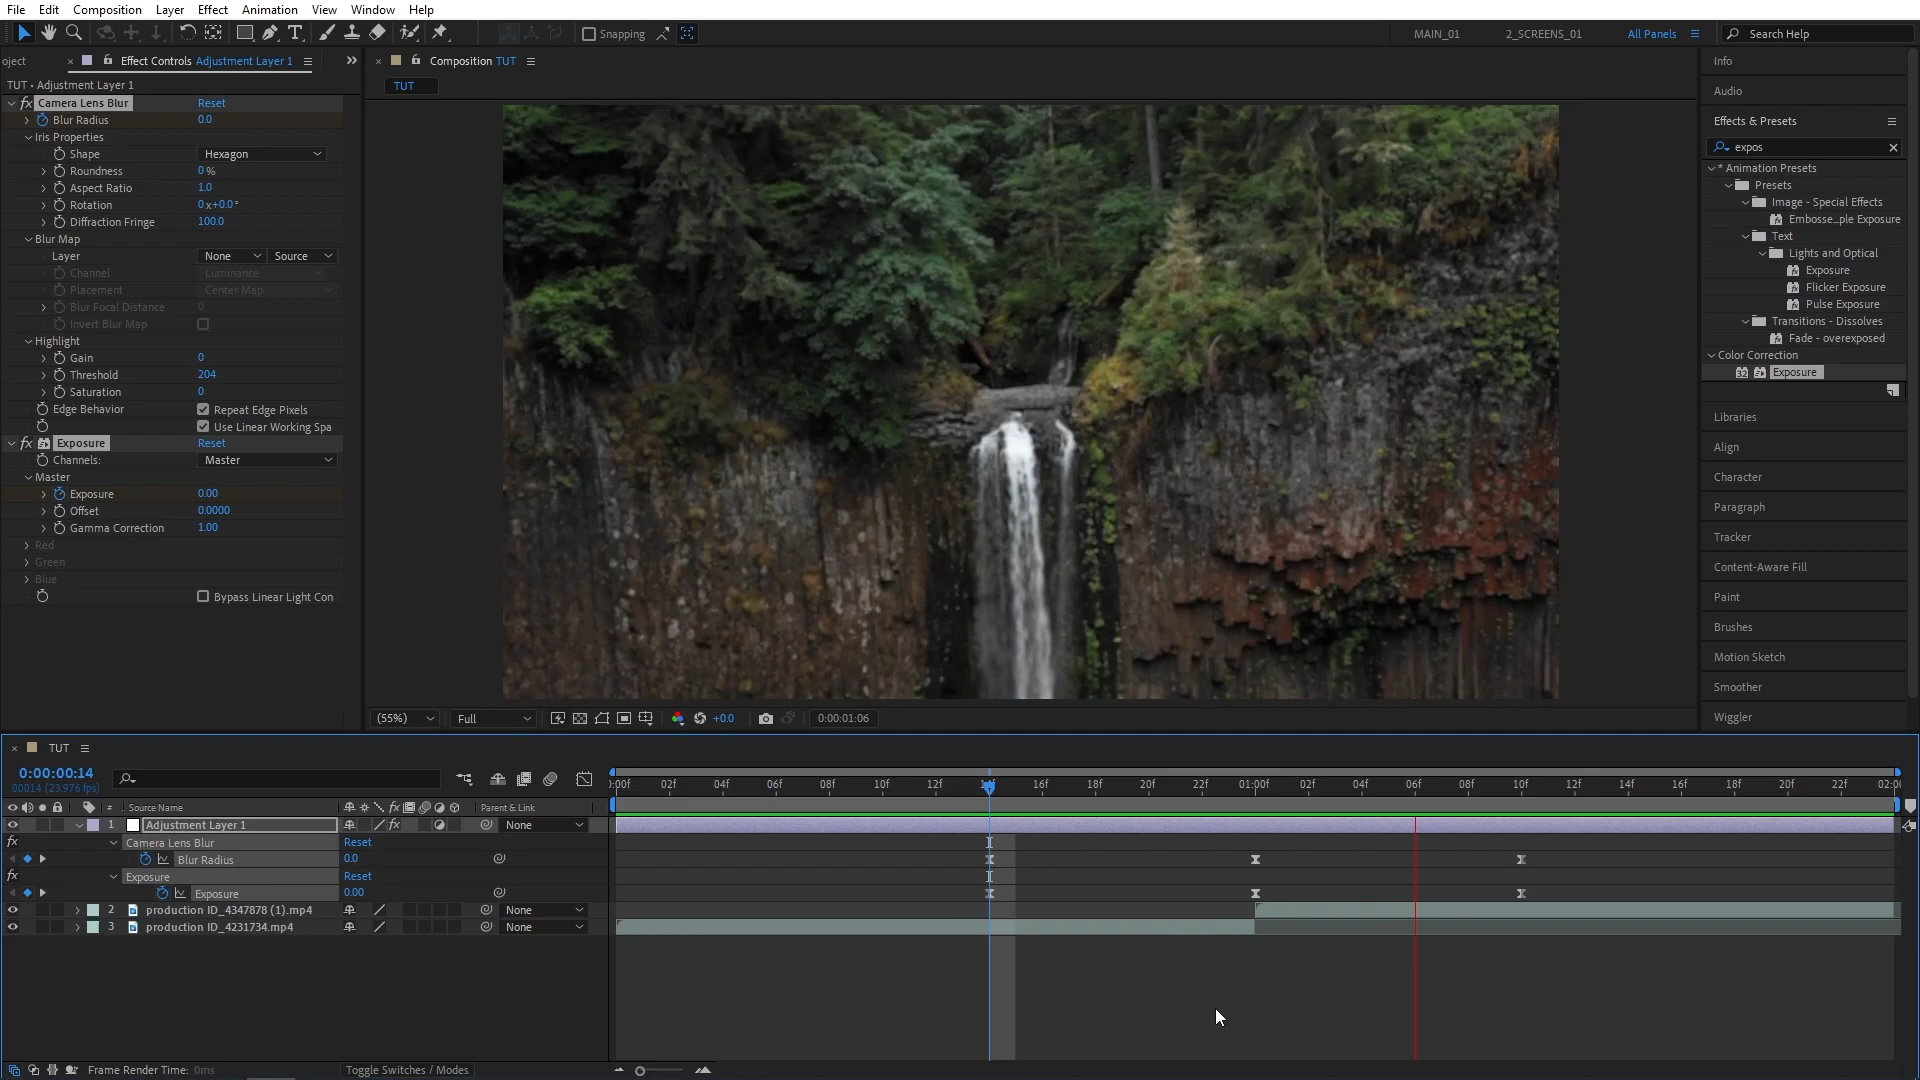 File Edit Composition Layer Effect Animation View Window Help
Snapping MAIN_01 2_SCREENS_01 All Panels Search Help
oject Effect Controls Adjustment Layer 1
TUT • Adjustment Layer 1
fx Camera Lens Blur Reset
Blur Radius 0.0
Iris Properties
Shape Hexagon
Roundness 0 %
Aspect Ratio 1.0
Rotation 0 x +0.0 °
Diffraction Fringe 100.0
Blur Map
Layer None Source
Channel Luminance
Placement Center Map
Blur Focal Distance 0
Invert Blur Map
Highlight
Gain 0
Threshold 204
Saturation 0
Edge Behavior Repeat Edge Pixels
Use Linear Working Spa
fx Exposure Reset
Channels: Master
Master
Exposure 0.00
Offset 0.0000
Gamma Correction 1.00
Red
Green
Blue
Bypass Linear Light Con
Composition TUT
TUT
(55%) Full +0.0 0:00:01:06
Info
Audio
Effects & Presets
expos
* Animation Presets
Presets
Image - Special Effects
Embosse...ple Exposure
Text
Lights and Optical
Exposure
Flicker Exposure
Pulse Exposure
Transitions - Dissolves
Fade - overexposed
Color Correction
32 Exposure
Libraries
Align
Character
Paragraph
Tracker
Content-Aware Fill
Paint
Brushes
Motion Sketch
Smoother
Wiggler
TUT
0:00:00:14
00014 (23.976 fps)
:00f 02f 04f 06f 08f 10f 12f 16f 18f 20f 22f 01:00f 02f 04f 06f 08f 10f 12f 14f 16f 18f 20f 22f 02:00
# Source Name fx Parent & Link
1 Adjustment Layer 1 fx None
fx Camera Lens Blur Reset
Blur Radius 0.0
fx Exposure Reset
Exposure 0.00
2 production ID_4347878 (1).mp4 None
3 production ID_4231734.mp4 None
Frame Render Time: 0ms Toggle Switches / Modes